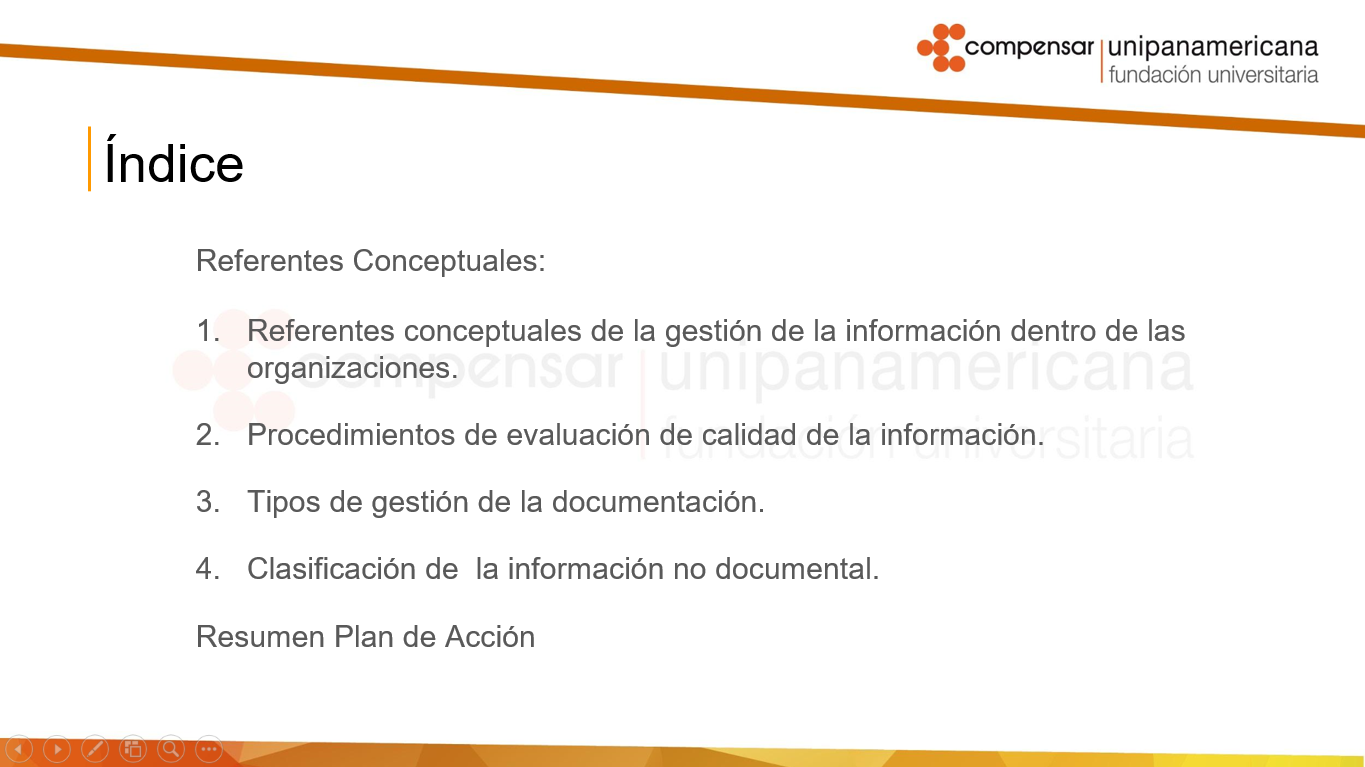 compensar unipanamericana
fundación universitaria
Índice
Referentes Conceptuales:
1. Referentes conceptuales de la gestión de la información dentro de las
organizaciones.
compensar unipanamericana
fundación universitaria
2. Procedimientos de evaluación de calidad de la información.
3. Tipos de gestión de la documentación.
4. Clasificación de  la información no documental.
Resumen Plan de Acción